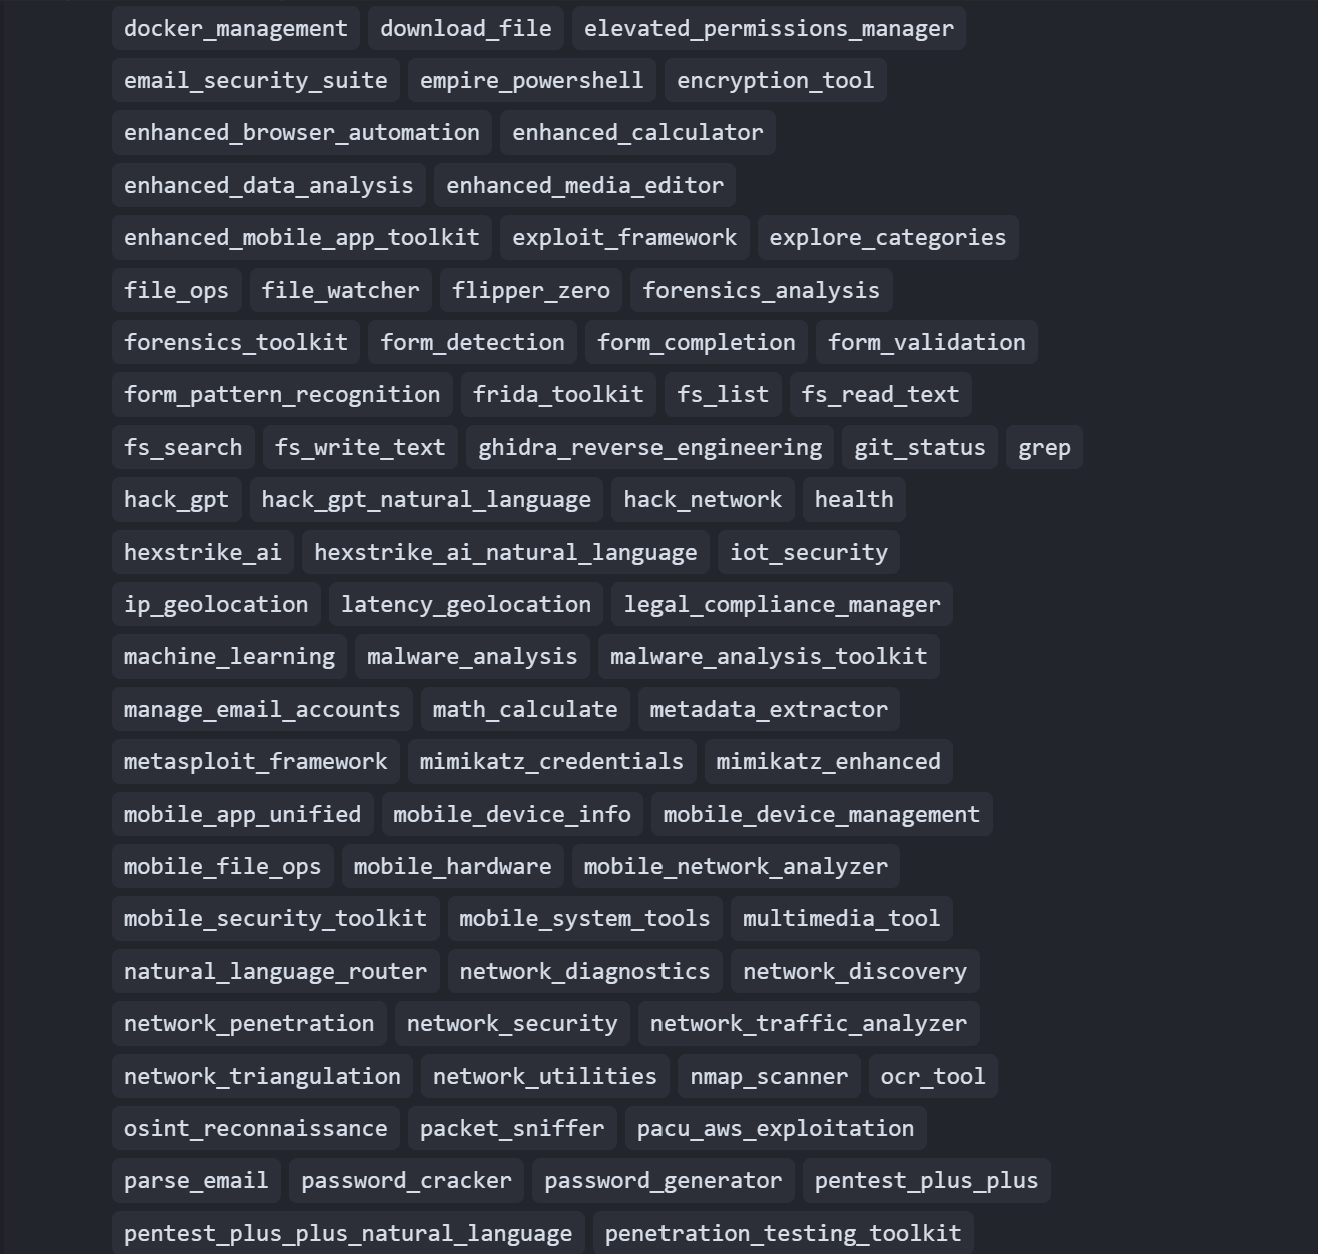 docker_management download_file elevated_permissions_manager
email_security_suite empire_powershell encryption_tool
enhanced_browser_automation enhanced_calculator
enhanced_data_analysis enhanced_media_editor
enhanced_mobile_app_toolkit exploit_framework explore_categories
file_ops file_watcher flipper_zero forensics_analysis
forensics_toolkit form_detection form_completion form_validation
form_pattern_recognition frida_toolkit fs_list fs_read_text
fs_search fs_write_text ghidra_reverse_engineering git_status grep
hack_gpt hack_gpt_natural_language hack_network health
hexstrike_ai hexstrike_ai_natural_language iot_security
ip_geolocation latency_geolocation legal_compliance_manager
machine_learning malware_analysis malware_analysis_toolkit
manage_email_accounts math_calculate metadata_extractor
metasploit_framework mimikatz_credentials mimikatz_enhanced
mobile_app_unified mobile_device_info mobile_device_management
mobile_file_ops mobile_hardware mobile_network_analyzer
mobile_security_toolkit mobile_system_tools multimedia_tool
natural_language_router network_diagnostics network_discovery
network_penetration network_security network_traffic_analyzer
network_triangulation network_utilities nmap_scanner ocr_tool
osint_reconnaissance packet_sniffer pacu_aws_exploitation
parse_email password_cracker password_generator pentest_plus_plus
pentest_plus_plus_natural_language penetration_testing_toolkit